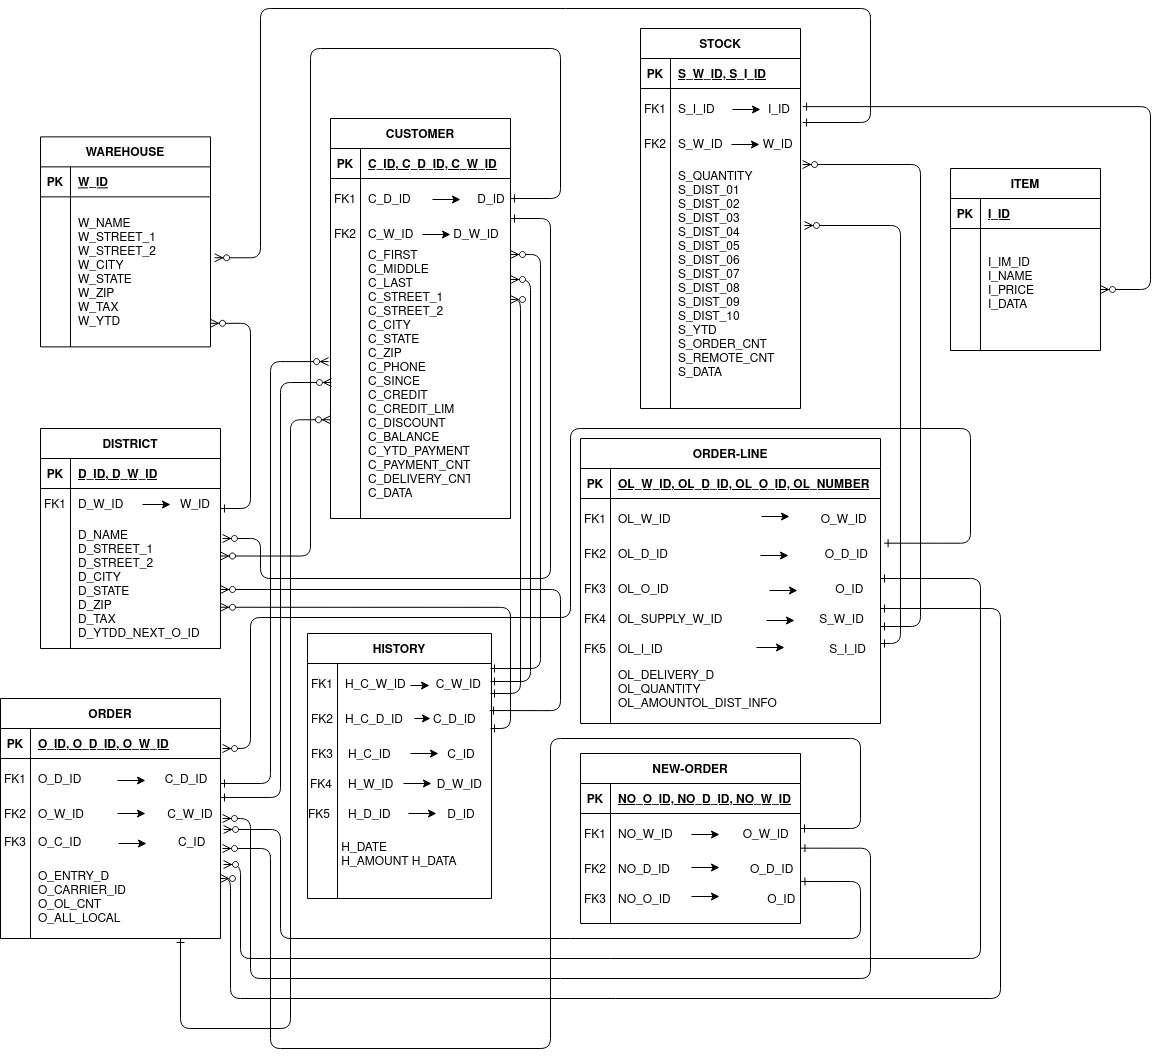 STOCK
PK S_W_ID, S_I_ID
FK1 S_I_ID I_ID
FK2 S_W_ID W_ID
S_QUANTITY
S_DIST_01
S_DIST_02
S_DIST_03
S_DIST_04
S_DIST_05
S_DIST_06
S_DIST_07
S_DIST_08
S_DIST_09
S_DIST_10
S_YTD
S_ORDER_CNT
S_REMOTE_CNT
S_DATA
CUSTOMER
PK C_ID, C_D_ID, C_W_ID
FK1 C_D_ID D_ID
FK2 C_W_ID D_W_ID
C_FIRST
C_MIDDLE
C_LAST
C_STREET_1
C_STREET_2
C_CITY
C_STATE
C_ZIP
C_PHONE
C_SINCE
C_CREDIT
C_CREDIT_LIM
C_DISCOUNT
C_BALANCE
C_YTD_PAYMENT
C_PAYMENT_CNT
C_DELIVERY_CNT
C_DATA
WAREHOUSE
PK W_ID
W_NAME
W_STREET_1
W_STREET_2
W_CITY
W_STATE
W_ZIP
W_TAX
W_YTD
ITEM
PK I_ID
I_IM_ID
I_NAME
I_PRICE
I_DATA
DISTRICT
PK D_ID, D_W_ID
FK1 D_W_ID W_ID
D_NAME
D_STREET_1
D_STREET_2
D_CITY
D_STATE
D_ZIP
D_TAX
D_YTDD_NEXT_O_ID
ORDER-LINE
PK OL_W_ID, OL_D_ID, OL_O_ID, OL_NUMBER
FK1 OL_W_ID O_W_ID
FK2 OL_D_ID O_D_ID
FK3 OL_O_ID O_ID
FK4 OL_SUPPLY_W_ID S_W_ID
FK5 OL_I_ID S_I_ID
OL_DELIVERY_D
OL_QUANTITY
OL_AMOUNTOL_DIST_INFO
HISTORY
FK1 H_C_W_ID C_W_ID
FK2 H_C_D_ID C_D_ID
FK3 H_C_ID C_ID
FK4 H_W_ID D_W_ID
FK5 H_D_ID D_ID
H_DATE
H_AMOUNT H_DATA
ORDER
PK O_ID, O_D_ID, O_W_ID
FK1 O_D_ID C_D_ID
FK2 O_W_ID C_W_ID
FK3 O_C_ID C_ID
O_ENTRY_D
O_CARRIER_ID
O_OL_CNT
O_ALL_LOCAL
NEW-ORDER
PK NO_O_ID, NO_D_ID, NO_W_ID
FK1 NO_W_ID O_W_ID
FK2 NO_D_ID O_D_ID
FK3 NO_O_ID O_ID